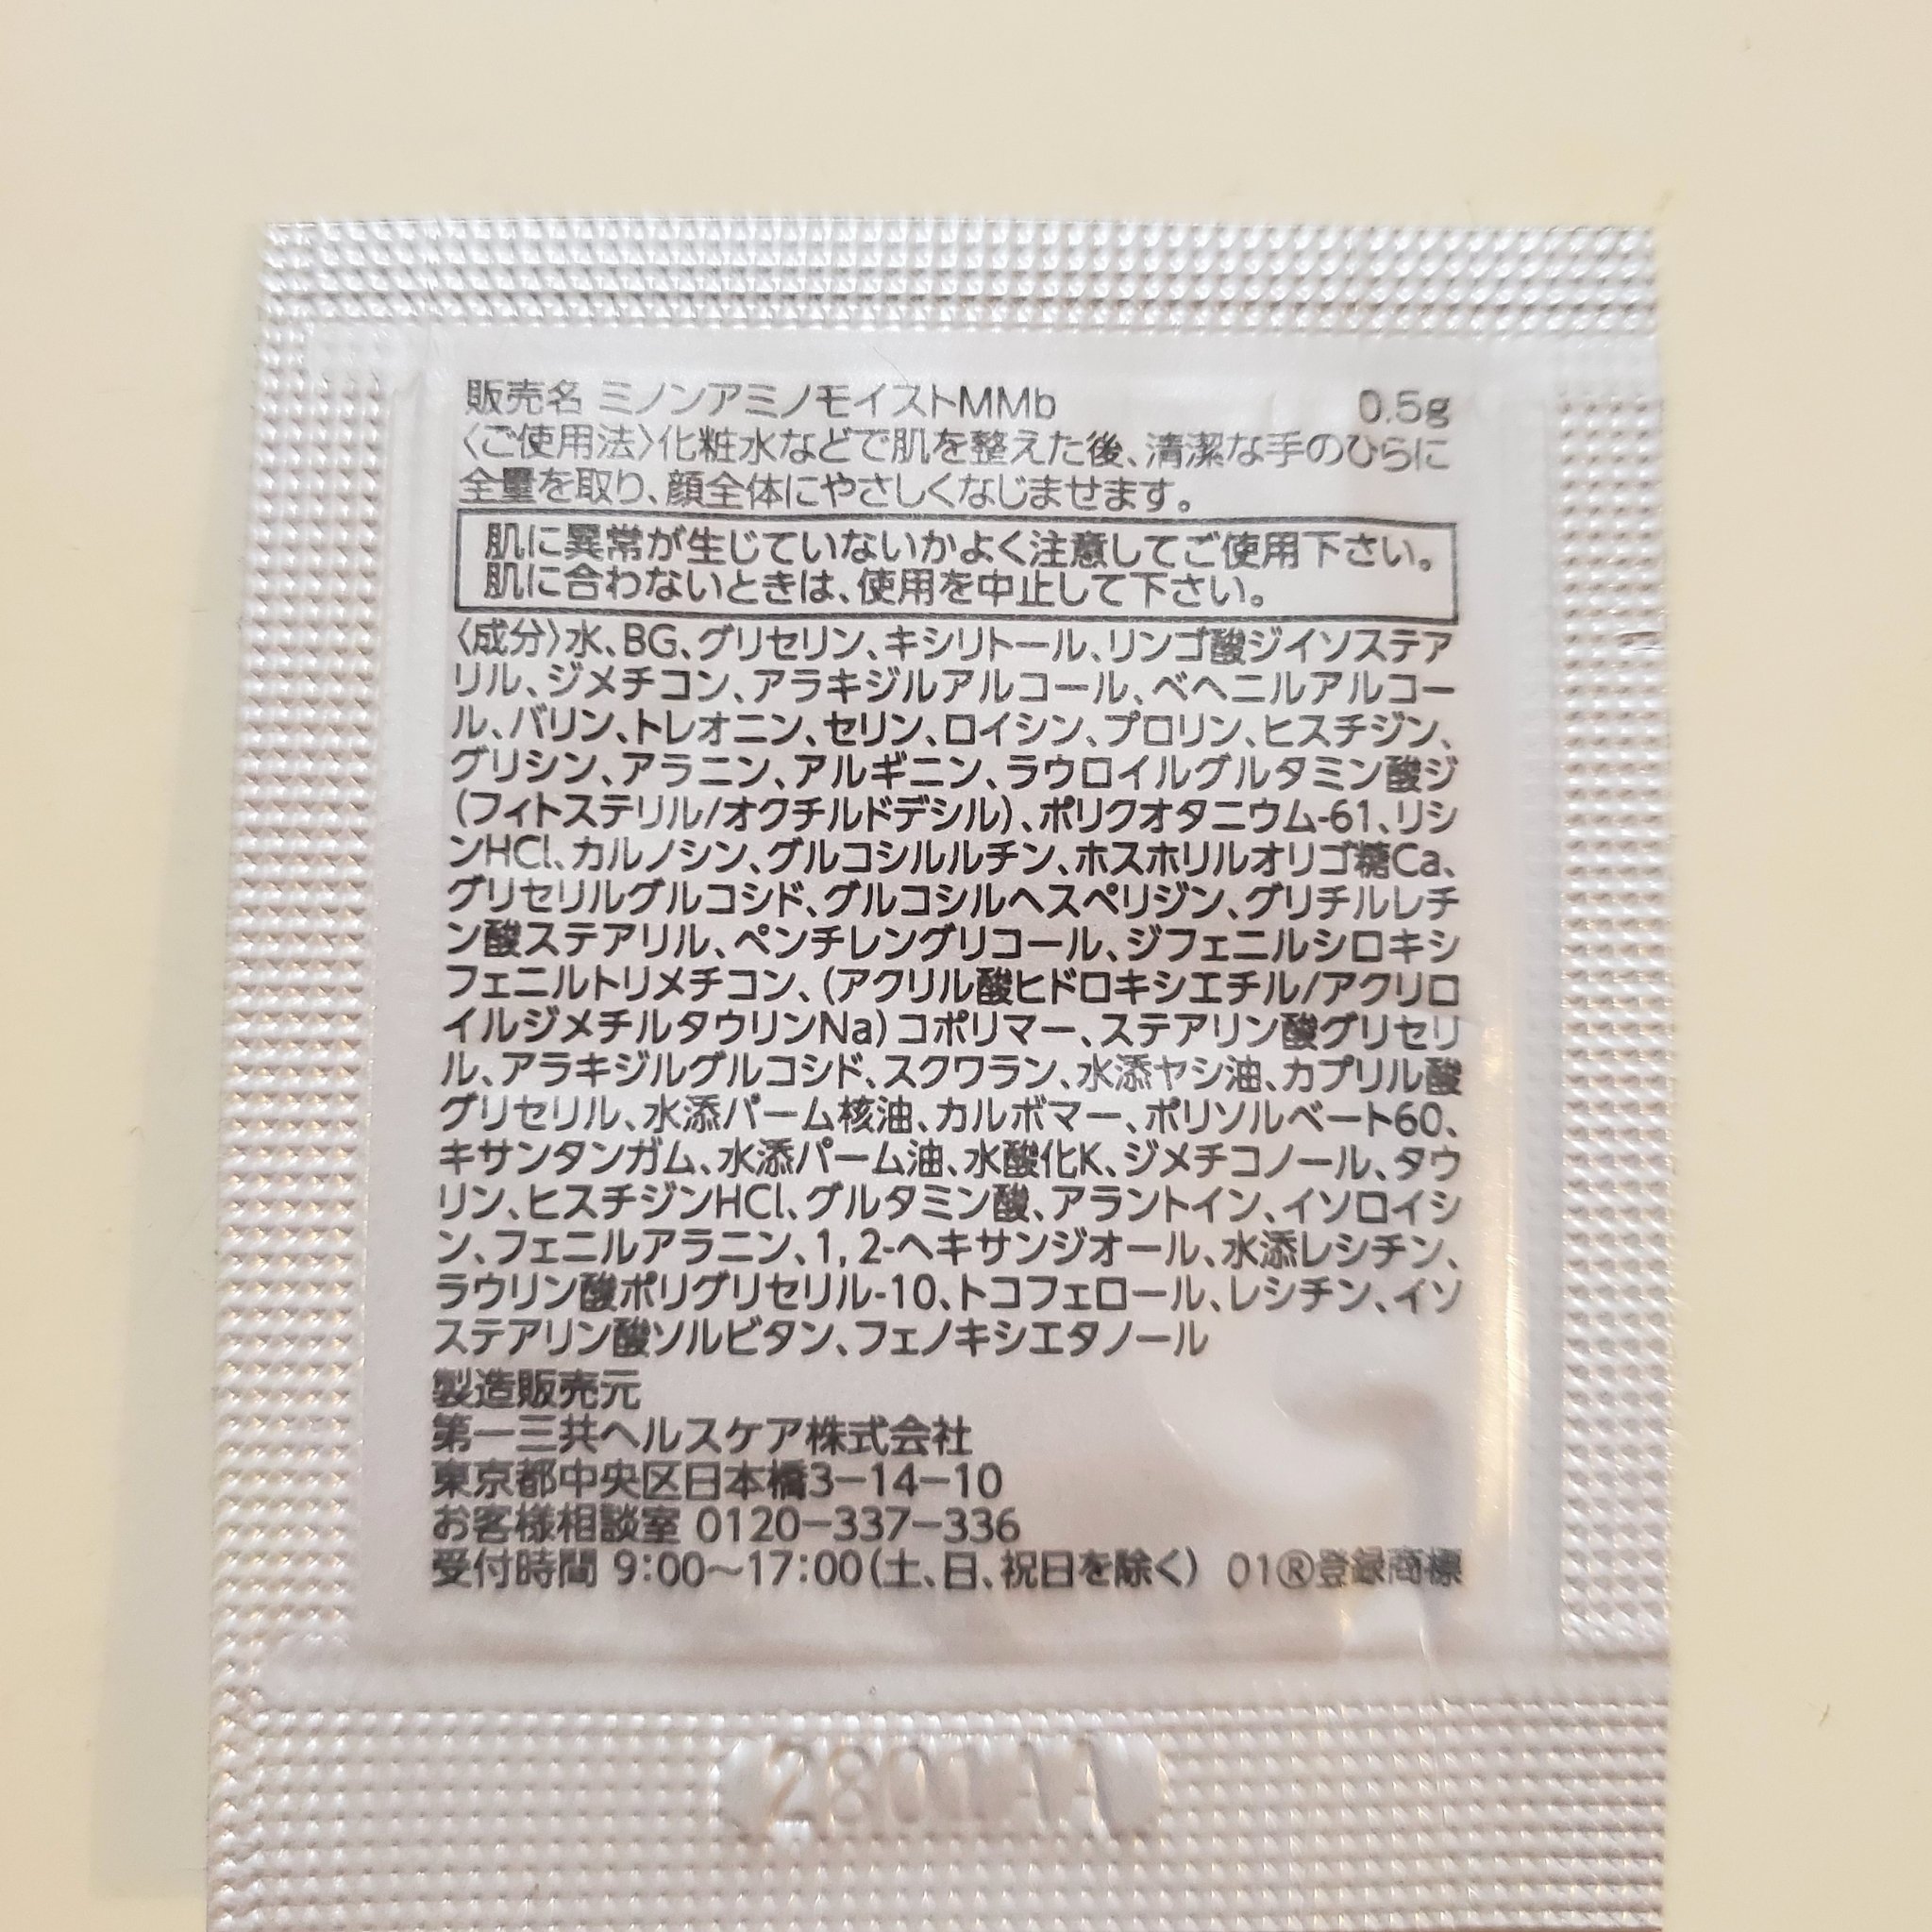 販売名 ミノンアミノモイストMMb 0.5g
〈ご使用法〉化粧水などで肌を整えた後、清潔な手のひらに
全量を取り、顔全体にやさしくなじませます。
肌に異常が生じていないかよく注意してご使用下さい。
肌に合わないときは、使用を中止して下さい。
〈成分〉水、BG、グリセリン、キシリトール、リンゴ酸ジイソステア
リル、ジメチコン、アラキジルアルコール、ベヘニルアルコー
ル、バリン、トレオニン、セリン、ロイシン、プロリン、ヒスチジン、
グリシン、アラニン、アルギニン、ラウロイルグルタミン酸ジ
(フィトステリル/オクチルドデシル)、ポリクオタニウム-61、リシ
ンHCl、カルノシン、グルコシルルチン、ホスホリルオリゴ糖Ca、
グリセリルグルコシド、グルコシルヘスペリジン、グリチルレチ
ン酸ステアリル、ペンチレングリコール、ジフェニルシロキシ
フェニルトリメチコン、(アクリル酸ヒドロキシエチル/アクリロ
イルジメチルタウリンNa)コポリマー、ステアリン酸グリセリ
ル、アラキジルグルコシド、スクワラン、水添ヤシ油、カプリル酸
グリセリル、水添パーム核油、カルボマー、ポリソルベート60、
キサンタンガム、水添パーム油、水酸化K、ジメチコノール、タウ
リン、ヒスチジンHCl、グルタミン酸、アラントイン、イソロイシ
ン、フェニルアラニン、1,2-ヘキサンジオール、水添レシチン、
ラウリン酸ポリグリセリル-10、トコフェロール、レシチン、イソ
ステアリン酸ソルビタン、フェノキシエタノール
製造販売元
第一三共ヘルスケア株式会社
東京都中央区日本橋3−14−10
お客様相談室 0120−337−336
受付時間 9:00〜17:00(土、日、祝日を除く) 01®登録商標
2801AA